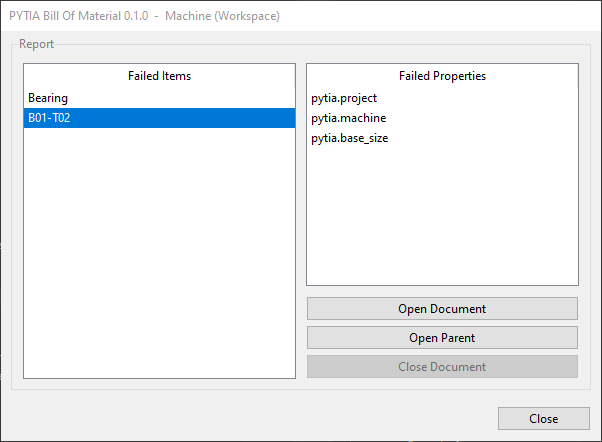 PYTIA Bill Of Material 0.1.0 - Machine (Workspace)
Report
Failed Items
Bearing
B01-T02
Failed Properties
pytia.project
pytia.machine
pytia.base_size
Open Document
Open Parent
Close Document
Close